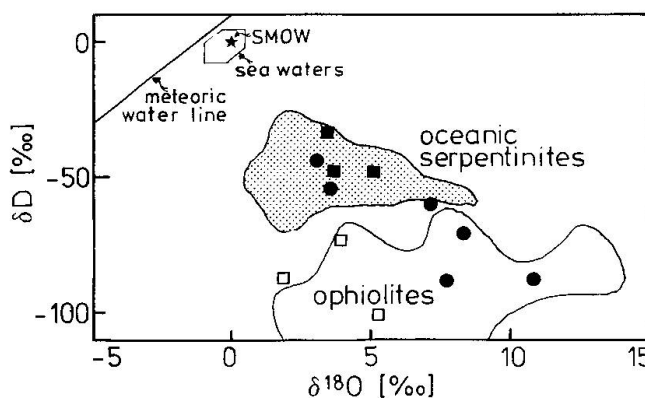 0
SMOW
sea waters
meteoric
water line
oceanic
serpentinites
-50
δD [‰]
ophiolites
-100
-5
0
5
10
15
δ¹⁸O [‰]